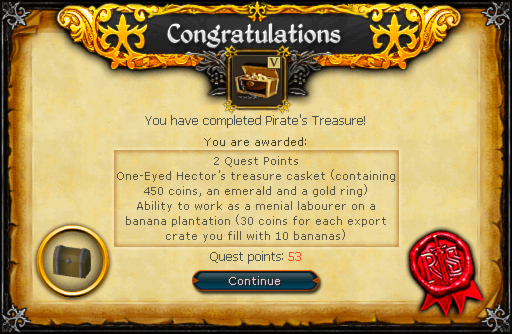 Congratulations
V
You have completed Pirate's Treasure!
You are awarded:
2 Quest Points
One-Eyed Hector's treasure casket (containing
450 coins, an emerald and a gold ring)
Ability to work as a menial labourer on a
banana plantation (30 coins for each export
crate you fill with 10 bananas)
Quest points: 53
RS
Continue